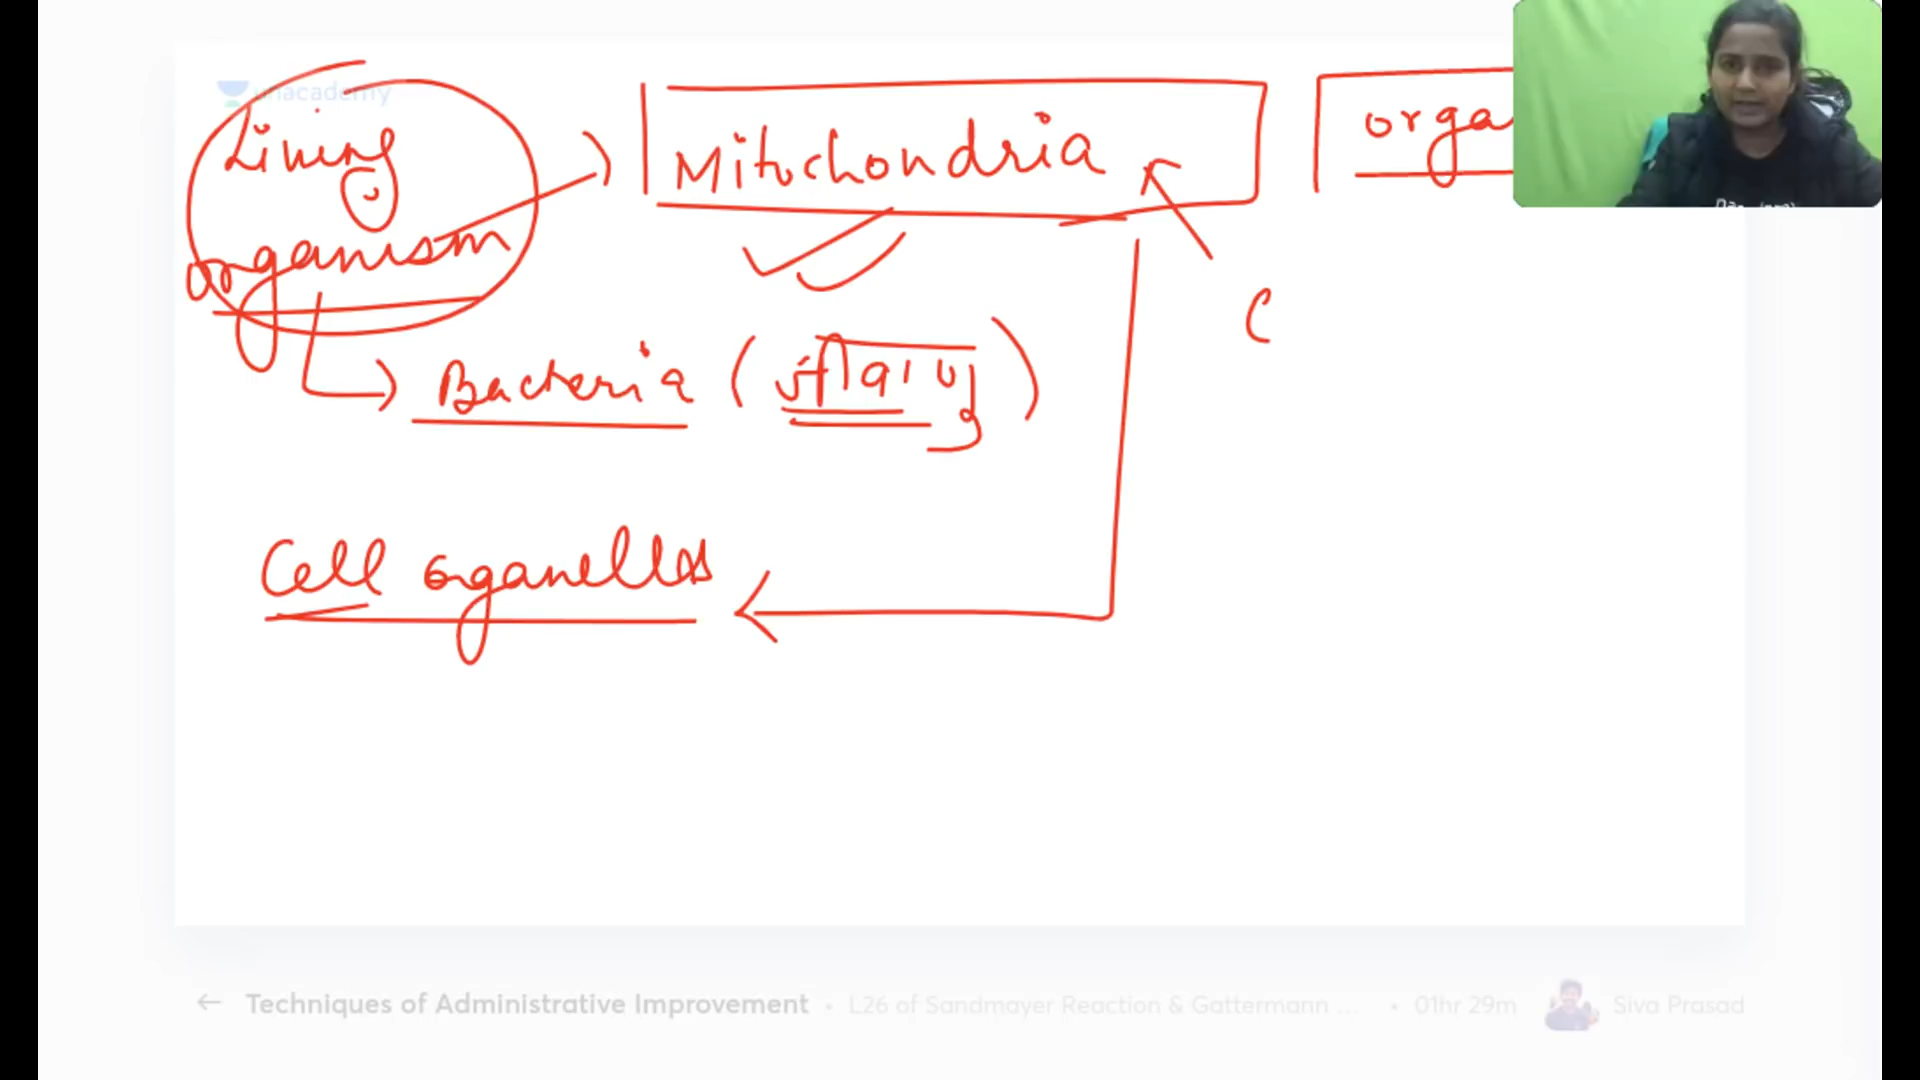 unacademy
Living
organism
Mitochondria
orga
C
Bacteria (जीवाणु)
Cell organelles
Techniques of Administrative Improvement • L26 of Sandmayer Reaction & Gattermann ... • 01hr 29m Siva Prasad